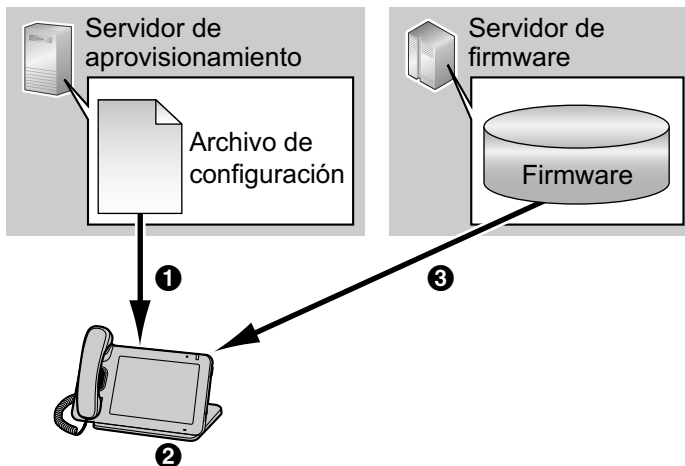 Servidor de
aprovisionamiento
Archivo de
configuración
Servidor de
firmware
Firmware
❶
❸
❷